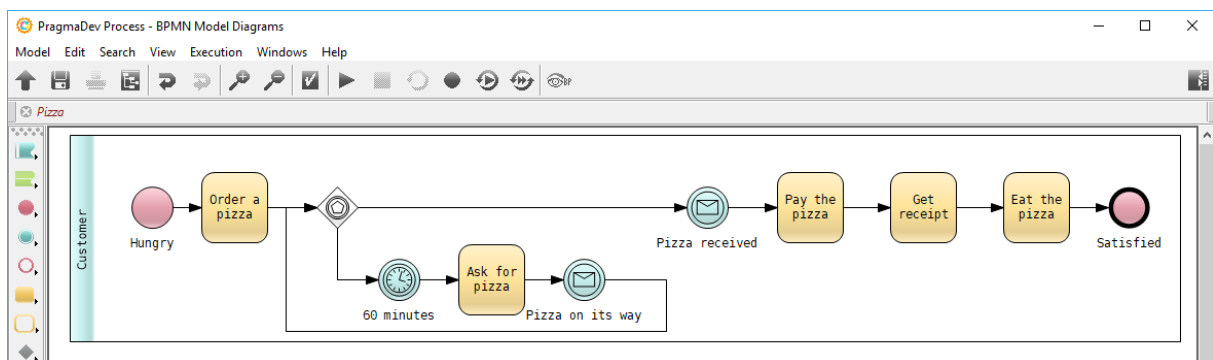 PragmaDev Process - BPMN Model Diagrams
Model Edit Search View Execution Windows Help
BP
Pizza
Customer
Hungry
Order a
pizza
Pizza received
Pay the
pizza
Get
receipt
Eat the
pizza
Satisfied
60 minutes
Ask for
pizza
Pizza on its way